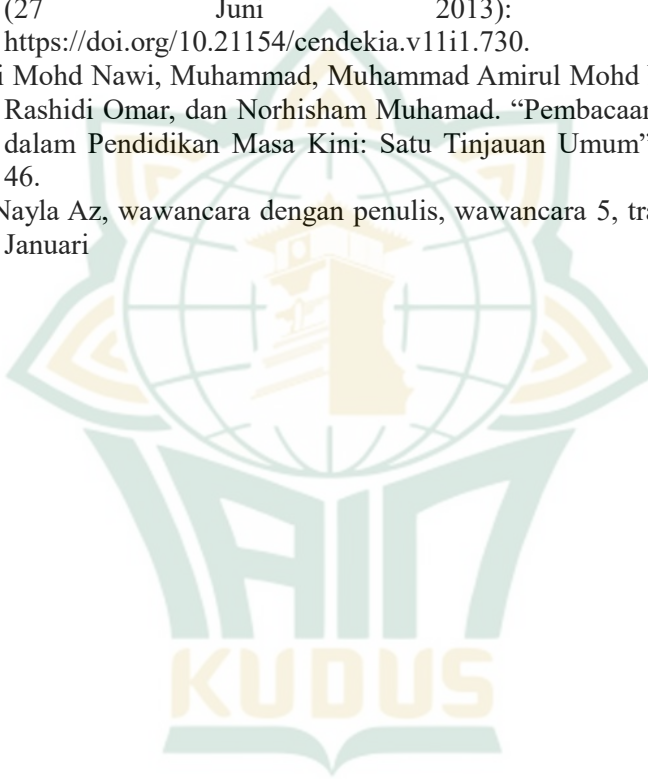 (27 Juni 2013):
https://doi.org/10.21154/cendekia.v11i1.730.
i Mohd Nawi, Muhammad, Muhammad Amirul Mohd
Rashidi Omar, dan Norhisham Muhamad. “Pembacaan
dalam Pendidikan Masa Kini: Satu Tinjauan Umum”
46.
Nayla Az, wawancara dengan penulis, wawancara 5, tra
Januari
IAIN
KUDUS